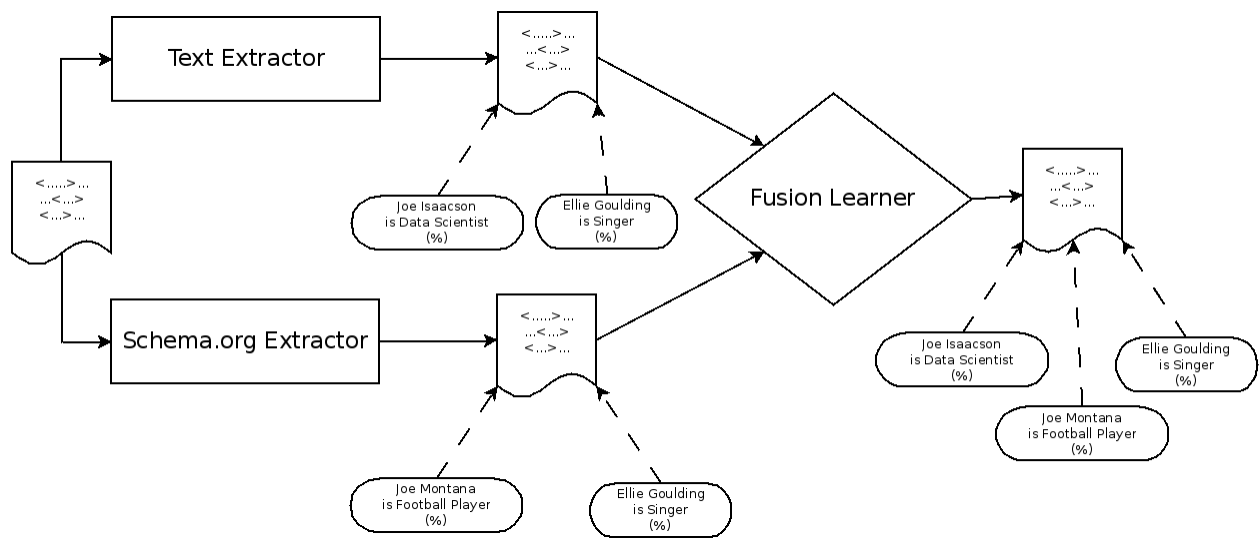 Text Extractor
<.....>...
...<...>
<...>...
Joe Isaacson
is Data Scientist
(%)
Ellie Goulding
is Singer
(%)
<.....>...
...<...>
<...>...
Fusion Learner
<.....>...
...<...>
<...>...
Schema.org Extractor
<.....>...
...<...>
<...>...
Joe Montana
is Football Player
(%)
Ellie Goulding
is Singer
(%)
Joe Isaacson
is Data Scientist
(%)
Joe Montana
is Football Player
(%)
Ellie Goulding
is Singer
(%)